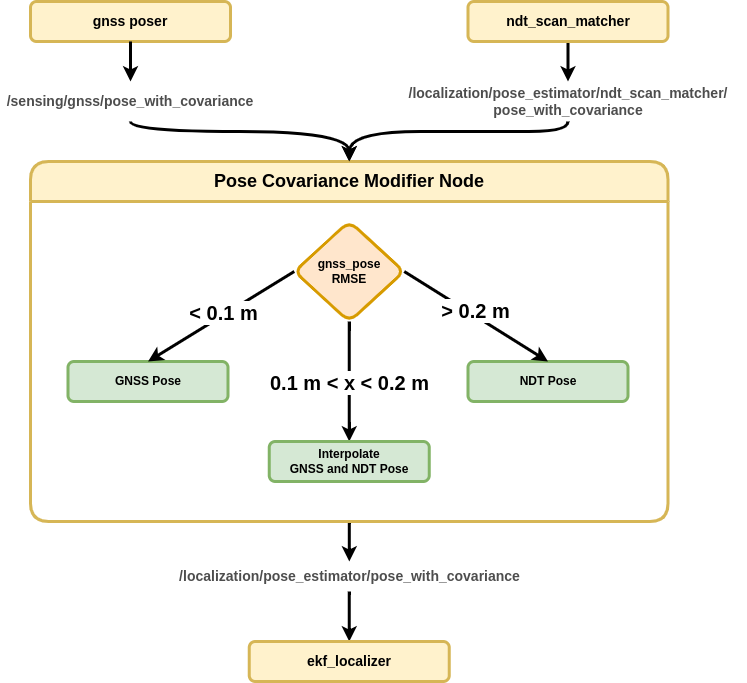 gnss poser
ndt_scan_matcher
/sensing/gnss/pose_with_covariance
/localization/pose_estimator/ndt_scan_matcher/
pose_with_covariance
Pose Covariance Modifier Node
gnss_pose
RMSE
< 0.1 m
> 0.2 m
GNSS Pose
0.1 m < x < 0.2 m
NDT Pose
Interpolate
GNSS and NDT Pose
/localization/pose_estimator/pose_with_covariance
ekf_localizer